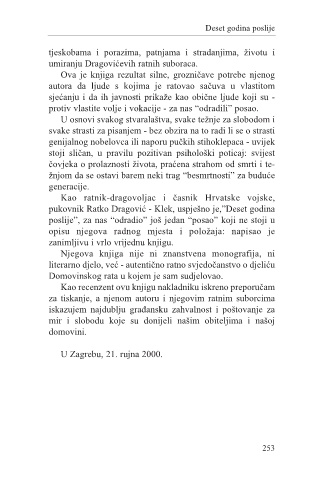 Deset godina poslije
tjeskobama i porazima, patnjama i stradanjima, životu i
umiranju Dragovićevih ratnih suboraca.
Ova je knjiga rezultat silne, grozničave potrebe njenog
autora da ljude s kojima je ratovao sačuva u vlastitom
sjećanju i da ih javnosti prikaže kao obične ljude koji su -
protiv vlastite volje i vokacije - za nas “odradili” posao.
U osnovi svakog stvaralaštva, svake težnje za slobodom i
svake strasti za pisanjem - bez obzira na to radi li se o strasti
genijalnog nobelovca ili naporu pučkih stihoklepaca - uvijek
stoji sličan, u pravilu pozitivan psihološki poticaj: svijest
čovjeka o prolaznosti života, praćena strahom od smrti i te-
žnjom da se ostavi barem neki trag “besmrtnosti” za buduće
generacije.
Kao ratnik-dragovoljac i časnik Hrvatske vojske,
pukovnik Ratko Dragović - Klek, uspješno je,”Deset godina
poslije”, za nas “odradio” još jedan “posao” koji ne stoji u
opisu njegova radnog mjesta i položaja: napisao je
zanimljivu i vrlo vrijednu knjigu.
Njegova knjiga nije ni znanstvena monografija, ni
literarno djelo, već - autentično ratno svjedočanstvo o djeliću
Domovinskog rata u kojem je sam sudjelovao.
Kao recenzent ovu knjigu nakladniku iskreno preporučam
za tiskanje, a njenom autoru i njegovim ratnim suborcima
iskazujem najdublju građansku zahvalnost i poštovanje za
mir i slobodu koje su donijeli našim obiteljima i našoj
domovini.
U Zagrebu, 21. rujna 2000.
253